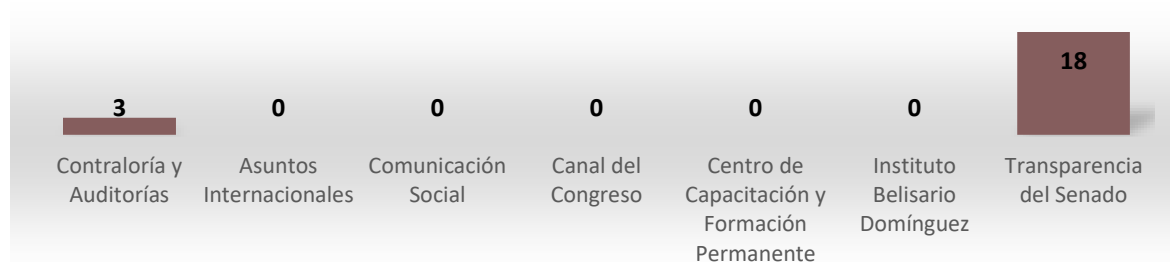 18
3 0 0 0 0 0
Contraloría y Asuntos Comunicación Canal del Centro de Instituto Transparencia
Auditorías Internacionales Social Congreso Capacitación y Belisario del Senado
Formación Domínguez
Permanente